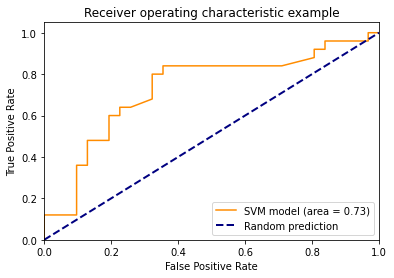 Receiver operating characteristic example
True Positive Rate
1.0
0.8
0.6
0.4
0.2
0.0
SVM model (area = 0.73)
Random prediction
0.0 0.2 0.4 0.6 0.8 1.0
False Positive Rate